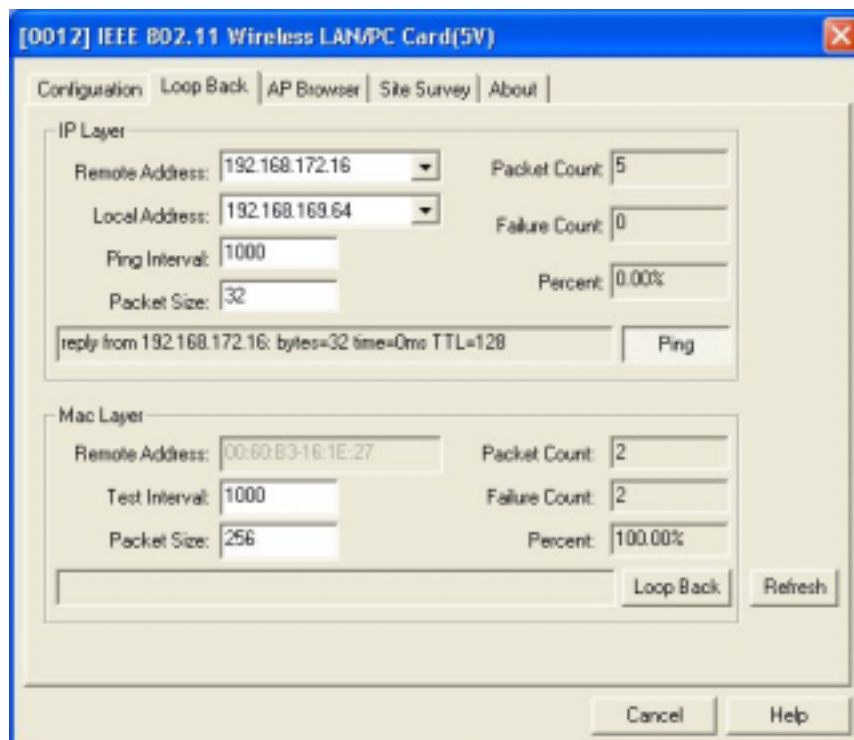 [0012] IEEE 802.11 Wireless LAN/PC Card(5V)
Configuration Loop Back AP Browser Site Survey About
IP Layer
Remote Address: 192.168.172.16 Packet Count: 5
Local Address: 192.168.169.64 Failure Count: 0
Ping Interval: 1000 Percent: 0.00%
Packet Size: 32
reply from 192.168.172.16: bytes=32 time=0ms TTL=128 Ping
Mac Layer
Remote Address: 00:60:B3-16:1E:27 Packet Count: 2
Test Interval: 1000 Failure Count: 2
Packet Size: 256 Percent: 100.00%
Loop Back Refresh
Cancel Help